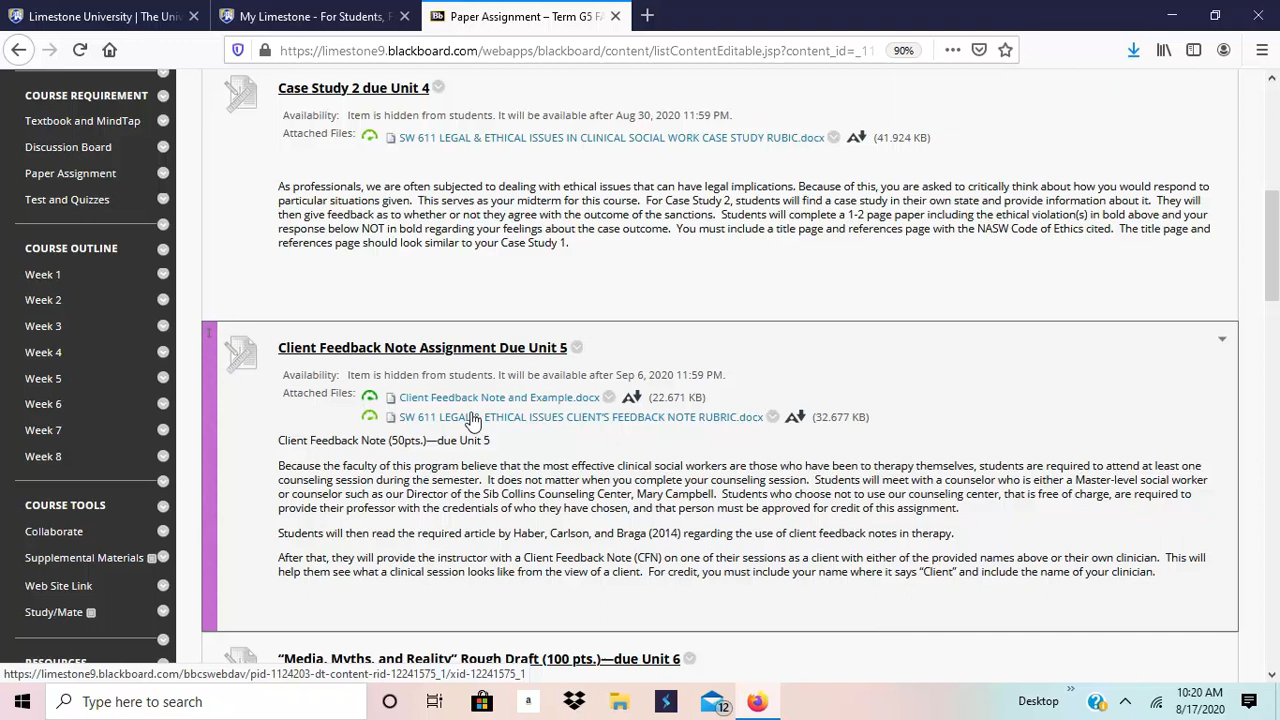 Limestone University | The Uni
My Limestone - For Students, F
Bb
Paper Assignment – Term G5 FA
https://limestone9.blackboard.com/webapps/blackboard/content/listContentEditable.jsp?content_id=_11
90%
COURSE REQUIREMENT
Textbook and MindTap
Discussion Board
Paper Assignment
Test and Quizzes
COURSE OUTLINE
Week 1
Week 2
Week 3
Week 4
Week 5
Week 6
Week 7
Week 8
COURSE TOOLS
Collaborate
Supplemental Materials
Web Site Link
Study/Mate
RESOURCES
Case Study 2 due Unit 4
Availability: Item is hidden from students. It will be available after Aug 30, 2020 11:59 PM.
Attached Files: SW 611 LEGAL & ETHICAL ISSUES IN CLINICAL SOCIAL WORK CASE STUDY RUBIC.docx (41.924 KB)
As professionals, we are often subjected to dealing with ethical issues that can have legal implications. Because of this, you are asked to critically think about how you would respond to
particular situations given. This serves as your midterm for this course. For Case Study 2, students will find a case study in their own state and provide information about it. They will
then give feedback as to whether or not they agree with the outcome of the sanctions. Students will complete a 1-2 page paper including the ethical violation(s) in bold above and your
response below NOT in bold regarding your feelings about the case outcome. You must include a title page and references page with the NASW Code of Ethics cited. The title page and
references page should look similar to your Case Study 1.
Client Feedback Note Assignment Due Unit 5
Availability: Item is hidden from students. It will be available after Sep 6, 2020 11:59 PM.
Attached Files: Client Feedback Note and Example.docx (22.671 KB)
SW 611 LEGAL & ETHICAL ISSUES CLIENT'S FEEDBACK NOTE RUBRIC.docx (32.677 KB)
Client Feedback Note (50pts.)—due Unit 5
Because the faculty of this program believe that the most effective clinical social workers are those who have been to therapy themselves, students are required to attend at least one
counseling session during the semester. It does not matter when you complete your counseling session. Students will meet with a counselor who is either a Master-level social worker
or counselor such as our Director of the Sib Collins Counseling Center, Mary Campbell. Students who choose not to use our counseling center, that is free of charge, are required to
provide their professor with the credentials of who they have chosen, and that person must be approved for credit of this assignment.
Students will then read the required article by Haber, Carlson, and Braga (2014) regarding the use of client feedback notes in therapy.
After that, they will provide the instructor with a Client Feedback Note (CFN) on one of their sessions as a client with either of the provided names above or their own clinician. This will
help them see what a clinical session looks like from the view of a client. For credit, you must include your name where it says “Client” and include the name of your clinician.
“Media, Myths, and Reality” Rough Draft (100 pts.)—due Unit 6
https://limestone9.blackboard.com/bbcswebdav/pid-1124203-dt-content-rid-12241575_1/xid-12241575_1
Type here to search
a
12
Desktop
10:20 AM
8/17/2020